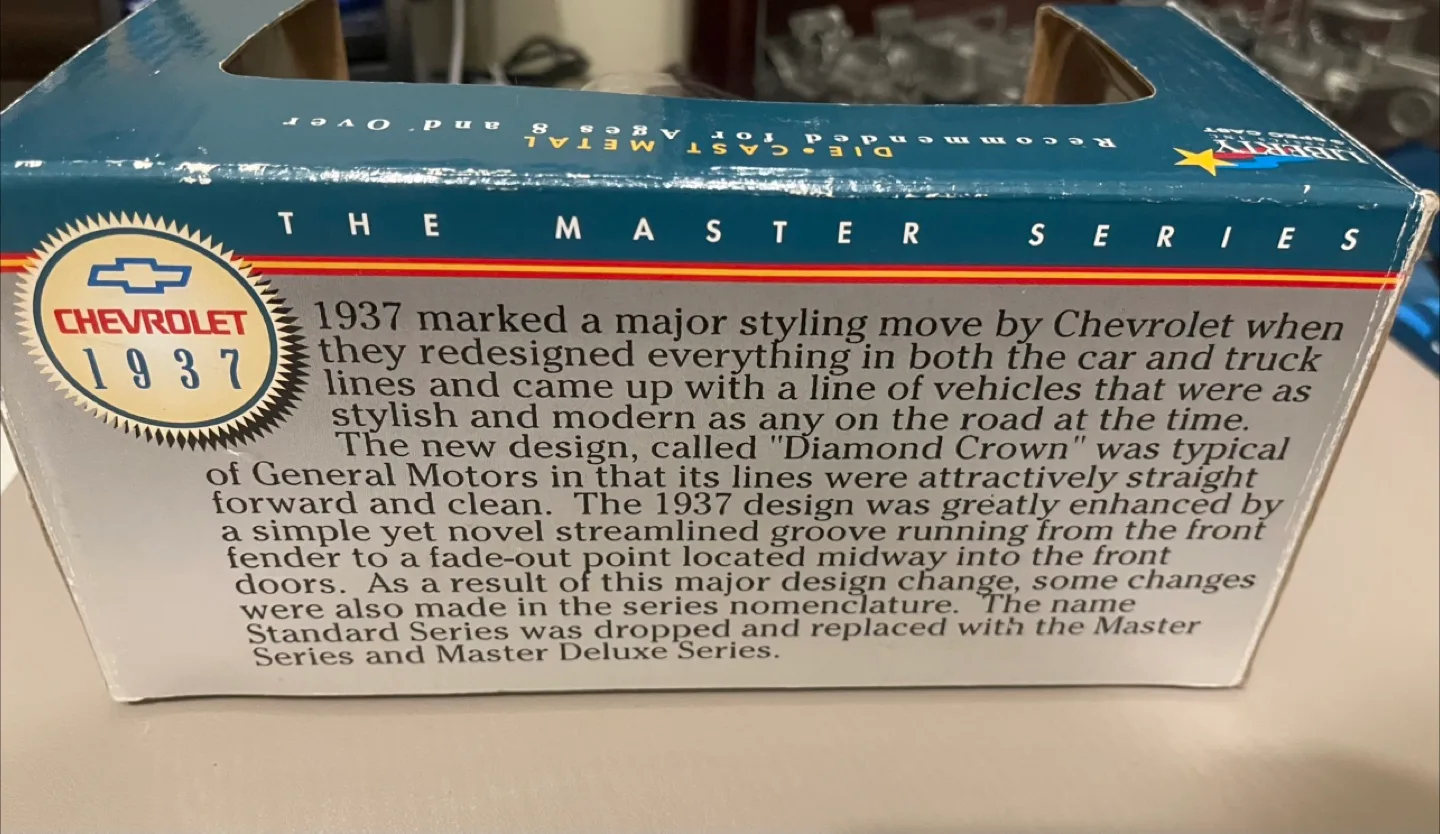 Recommended for Ages 8 and Over
DIE•CAST METAL
LIBERTY
SPEC CAST
THE MASTER SERIES
CHEVROLET
1937
1937 marked a major styling move by Chevrolet when
they redesigned everything in both the car and truck
lines and came up with a line of vehicles that were as
stylish and modern as any on the road at the time.
The new design, called "Diamond Crown" was typical
of General Motors in that its lines were attractively straight
forward and clean. The 1937 design was greatly enhanced by
a simple yet novel streamlined groove running from the front
fender to a fade-out point located midway into the front
doors. As a result of this major design change, some changes
were also made in the series nomenclature. The name
Standard Series was dropped and replaced with the Master
Series and Master Deluxe Series.